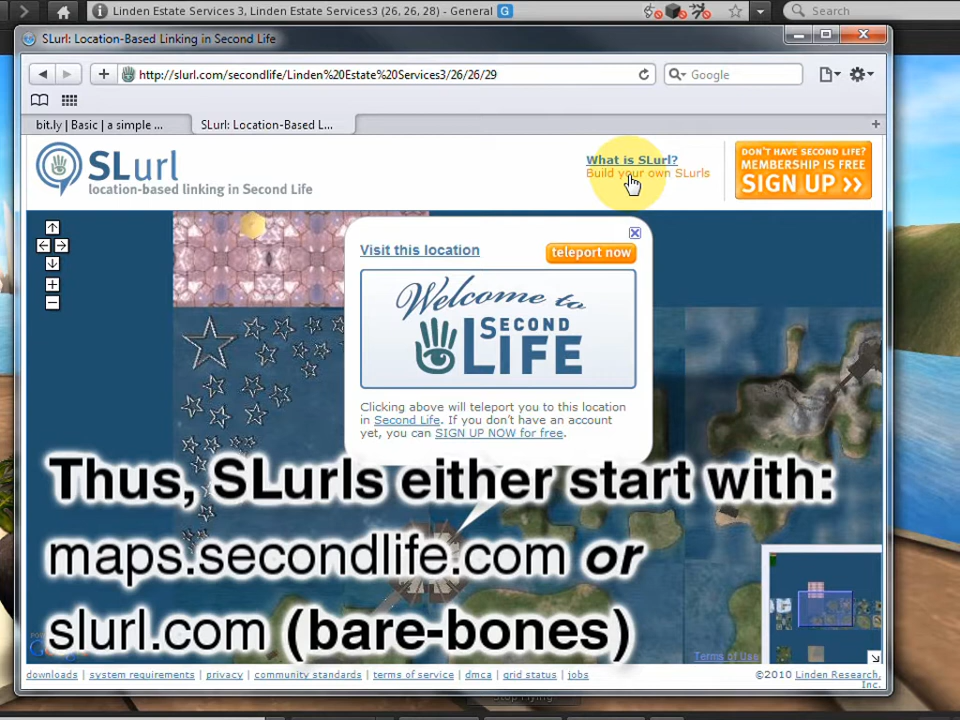 Linden Estate Services 3, Linden Estate Services3 (26, 26, 28) - General G
Search
SLurl: Location-Based Linking in Second Life
http://slurl.com/secondlife/Linden%20Estate%20Services3/26/26/29
Google
bit.ly | Basic | a simple ...
SLurl: Location-Based L...
SLurl
location-based linking in Second Life
What is SLurl?
Build your own SLurls
DON'T HAVE SECOND LIFE?
MEMBERSHIP IS FREE
SIGN UP >>
Visit this location
teleport now
Welcome to
SECOND
LIFE
Clicking above will teleport you to this location
in Second Life. If you don't have an account
yet, you can SIGN UP NOW for free.
Thus, SLurls either start with:
maps.secondlife.com or
slurl.com (bare-bones)
Terms of Use
downloads | system requirements | privacy | community standards | terms of service | dmca | grid status | jobs
©2010 Linden Research,
Inc.
Stop Flying